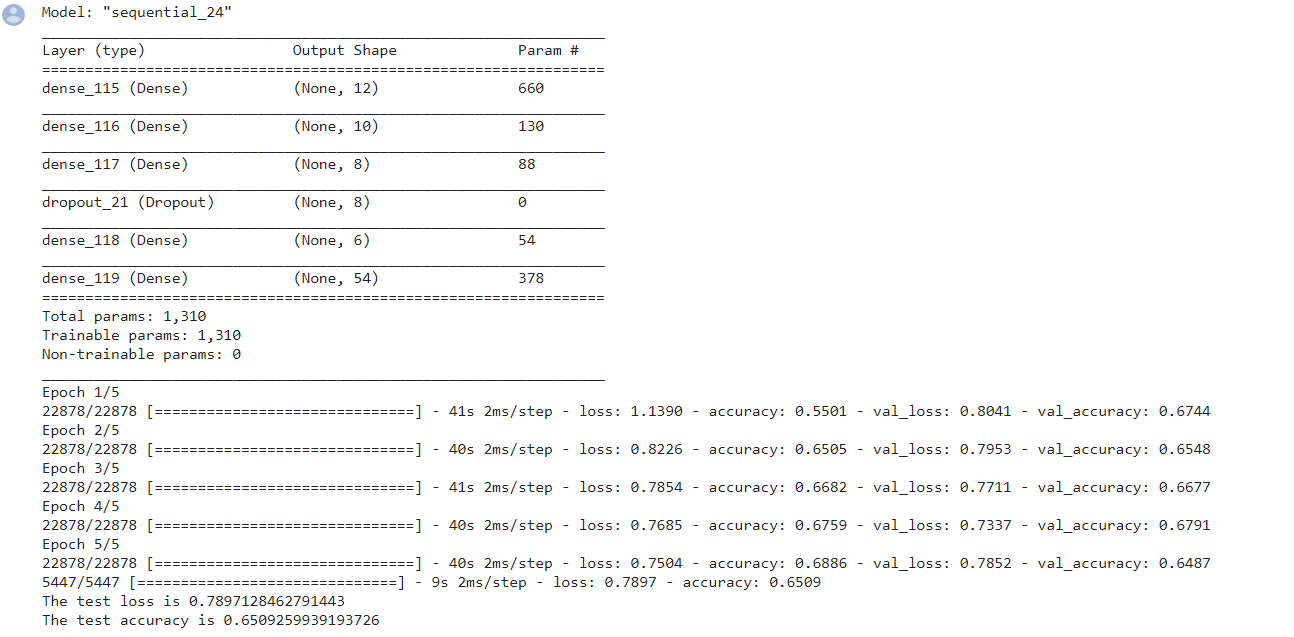 Model: "sequential_24"
Layer (type) Output Shape Param #
=================================================================
dense_115 (Dense) (None, 12) 660
dense_116 (Dense) (None, 10) 130
dense_117 (Dense) (None, 8) 88
dropout_21 (Dropout) (None, 8) 0
dense_118 (Dense) (None, 6) 54
dense_119 (Dense) (None, 54) 378
=================================================================
Total params: 1,310
Trainable params: 1,310
Non-trainable params: 0
Epoch 1/5
22878/22878 [==============================] - 41s 2ms/step - loss: 1.1390 - accuracy: 0.5501 - val_loss: 0.8041 - val_accuracy: 0.6744
Epoch 2/5
22878/22878 [==============================] - 40s 2ms/step - loss: 0.8226 - accuracy: 0.6505 - val_loss: 0.7953 - val_accuracy: 0.6548
Epoch 3/5
22878/22878 [==============================] - 41s 2ms/step - loss: 0.7854 - accuracy: 0.6682 - val_loss: 0.7711 - val_accuracy: 0.6677
Epoch 4/5
22878/22878 [==============================] - 40s 2ms/step - loss: 0.7685 - accuracy: 0.6759 - val_loss: 0.7337 - val_accuracy: 0.6791
Epoch 5/5
22878/22878 [==============================] - 40s 2ms/step - loss: 0.7504 - accuracy: 0.6886 - val_loss: 0.7852 - val_accuracy: 0.6487
5447/5447 [==============================] - 9s 2ms/step - loss: 0.7897 - accuracy: 0.6509
The test loss is 0.7897128462791443
The test accuracy is 0.6509259939193726